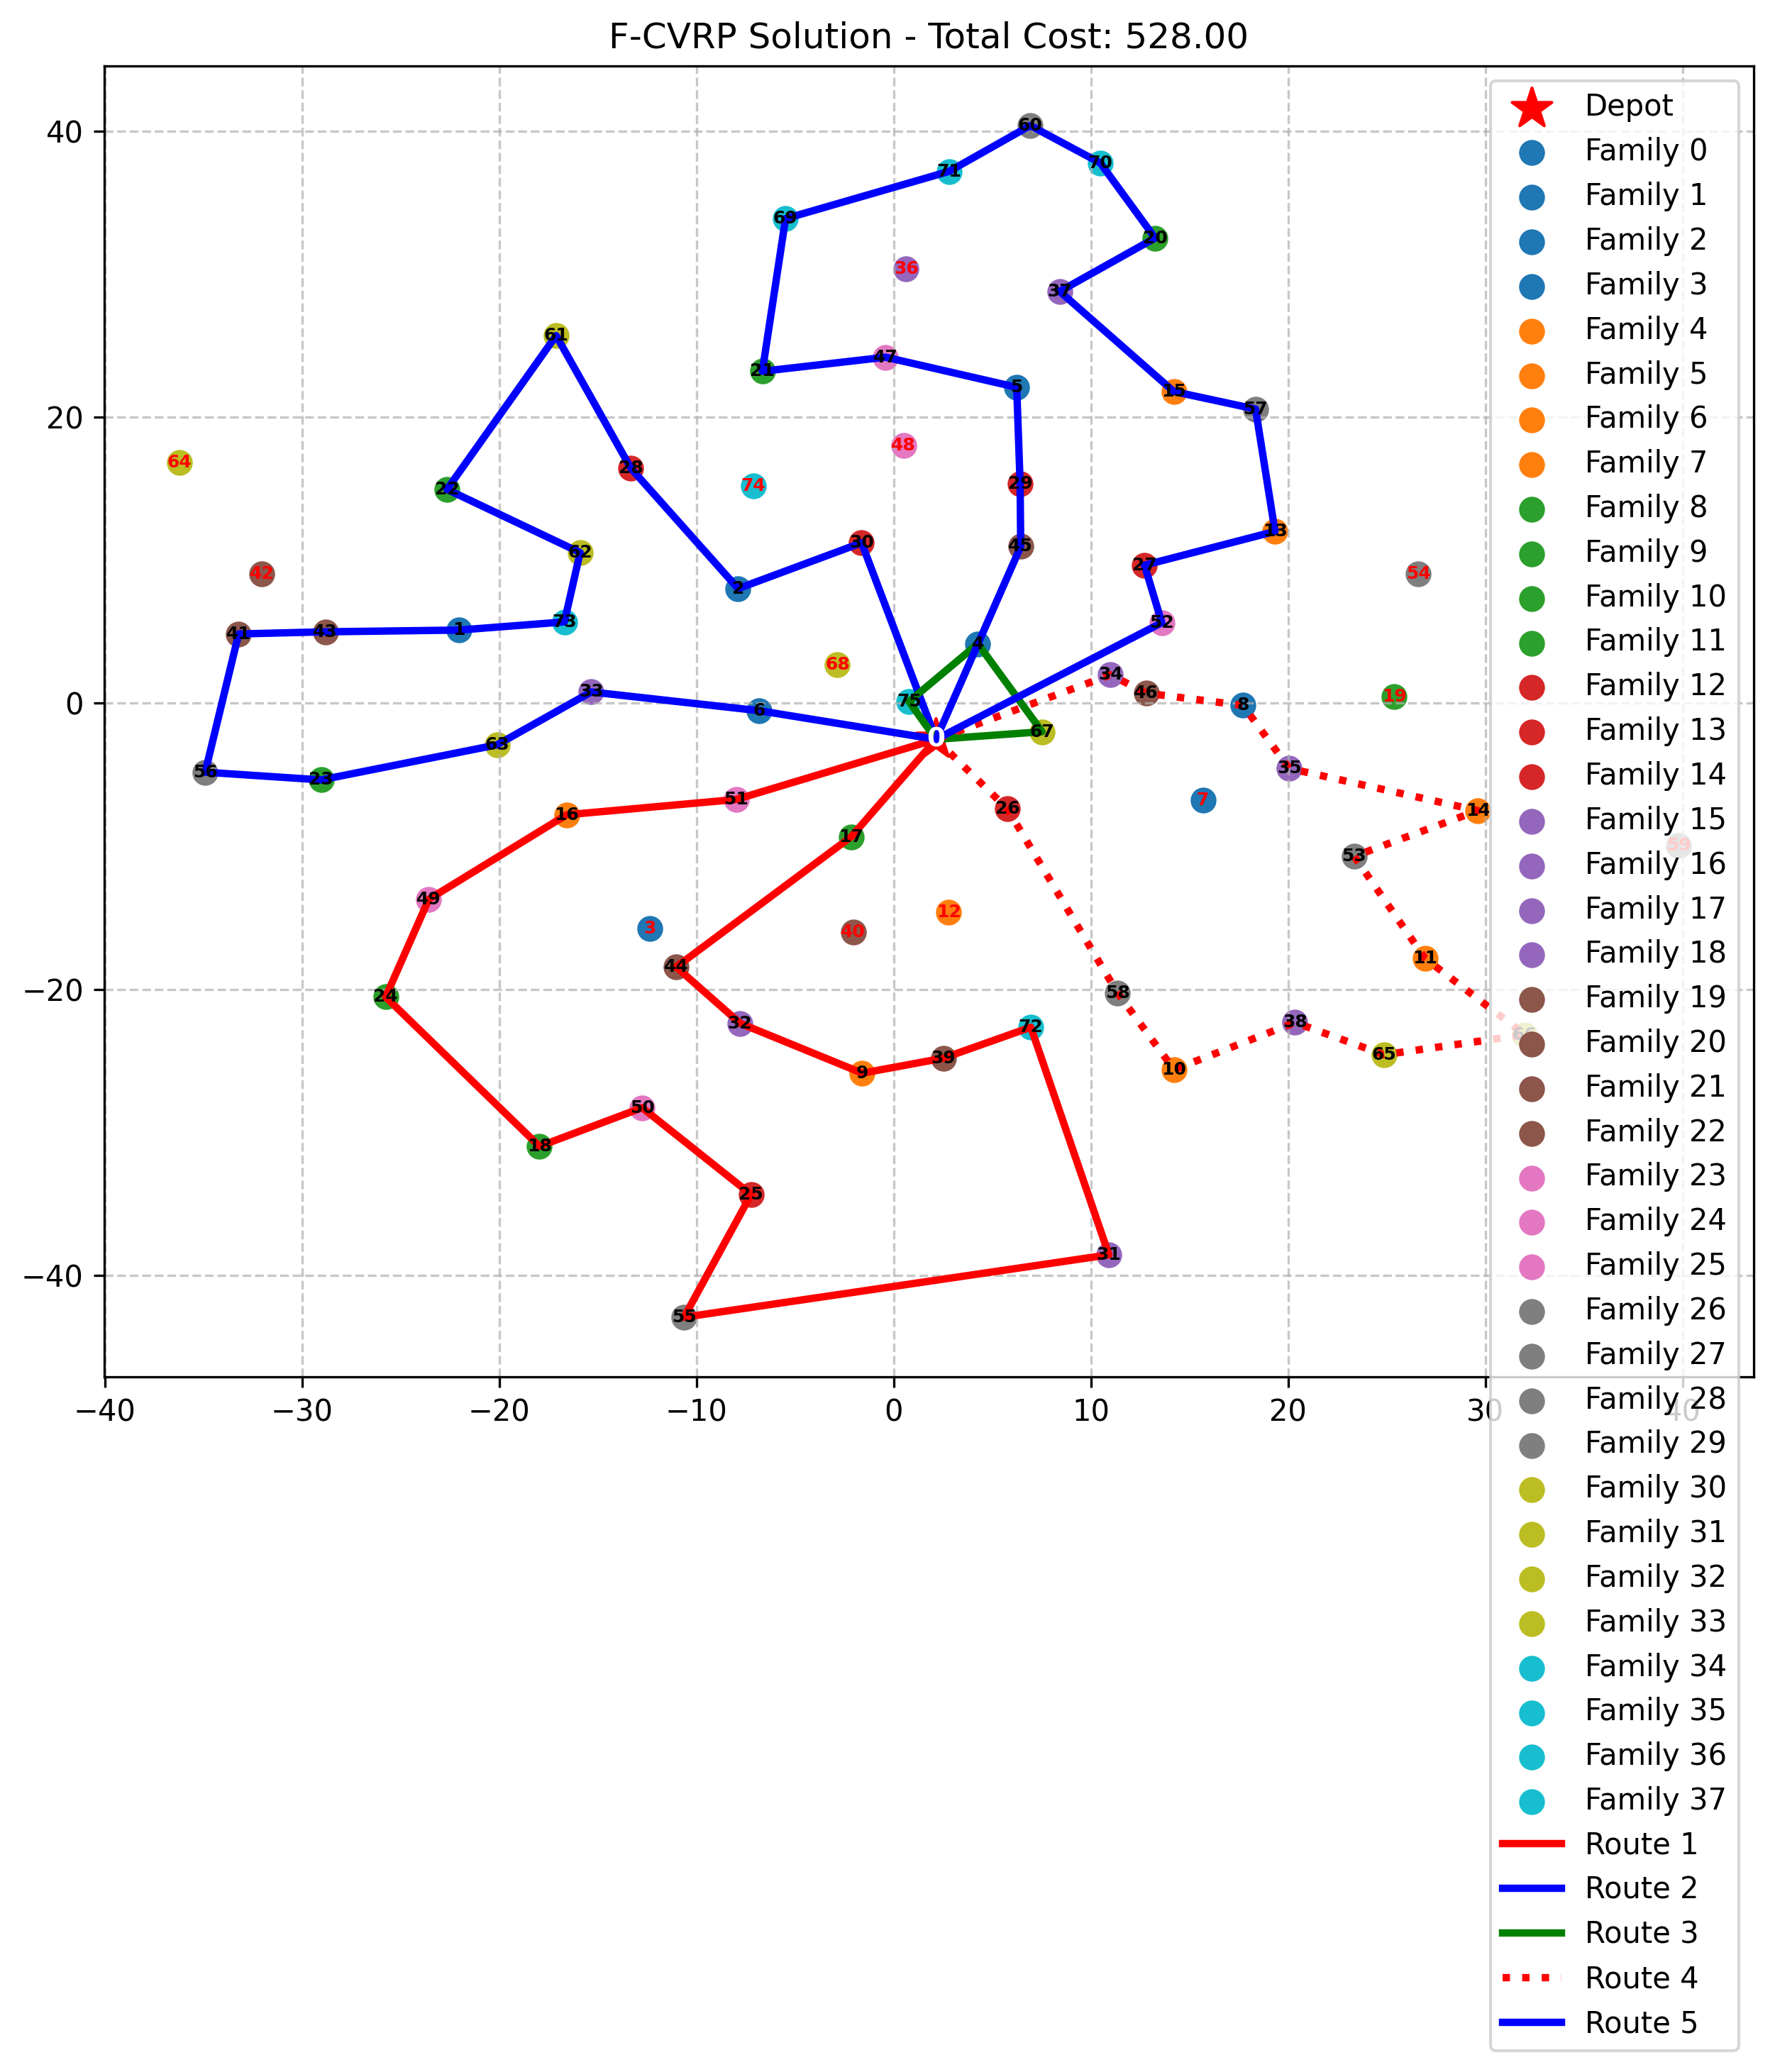 F-CVRP Solution - Total Cost: 528.00
40
20
0
−20
−40
−40
−30
−20
−10
0
10
20
30
40
60
71
70
69
20
36
37
61
47
21
5
15
57
64
48
28
29
22
74
13
30
45
62
27
42
54
2
73
52
1
43
41
4
68
34
33
46
19
75
8
6
67
0
63
35
56
23
51
7
14
26
16
17
59
53
49
12
3
40
11
44
58
24
38
32
72
65
39
10
9
50
18
25
31
55
Depot
Family 0
Family 1
Family 2
Family 3
Family 4
Family 5
Family 6
Family 7
Family 8
Family 9
Family 10
Family 11
Family 12
Family 13
Family 14
Family 15
Family 16
Family 17
Family 18
Family 19
Family 20
Family 21
Family 22
Family 23
Family 24
Family 25
Family 26
Family 27
Family 28
Family 29
Family 30
Family 31
Family 32
Family 33
Family 34
Family 35
Family 36
Family 37
Route 1
Route 2
Route 3
Route 4
Route 5